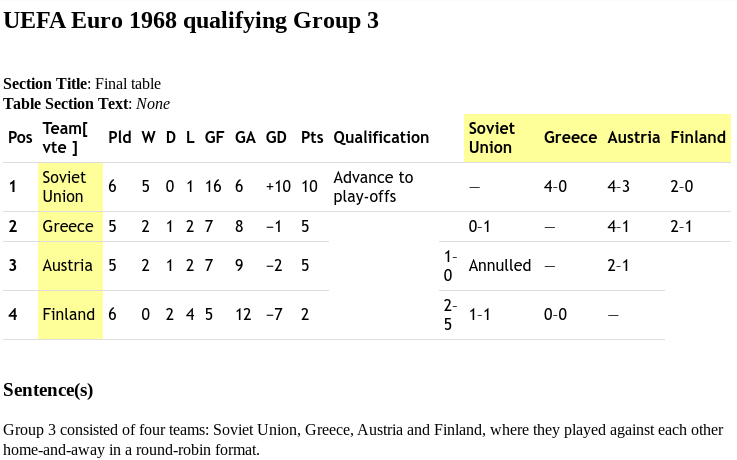 UEFA Euro 1968 qualifying Group 3
Section Title: Final table
Table Section Text: None
Pos Team[ vte ] Pld W D L GF GA GD Pts Qualification Soviet Union Greece Austria Finland
1 Soviet Union 6 5 0 1 16 6 +10 10 Advance to play-offs — 4–0 4–3 2–0
2 Greece 5 2 1 2 7 8 −1 5 0–1 — 4–1 2–1
3 Austria 5 2 1 2 7 9 −2 5 1–0 Annulled — 2–1
4 Finland 6 0 2 4 5 12 −7 2 2–5 1–1 0–0 —
Sentence(s)
Group 3 consisted of four teams: Soviet Union, Greece, Austria and Finland, where they played against each other
home-and-away in a round-robin format.